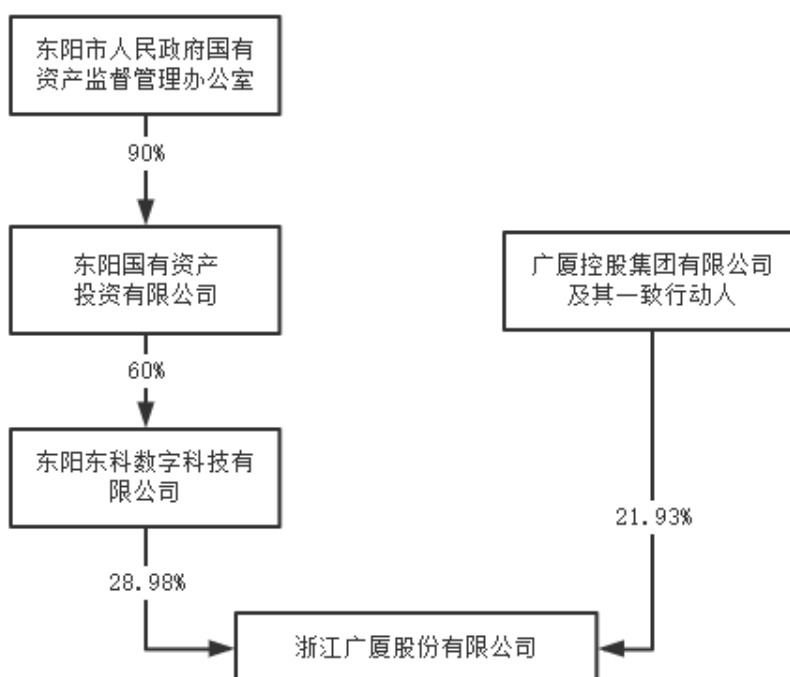 东阳市人民政府国有
资产监督管理办公室
90%
东阳国有资产
投资有限公司
广厦控股集团有限公司
及其一致行动人
60%
东阳东科数字科技有
限公司
21.93%
28.98%
浙江广厦股份有限公司